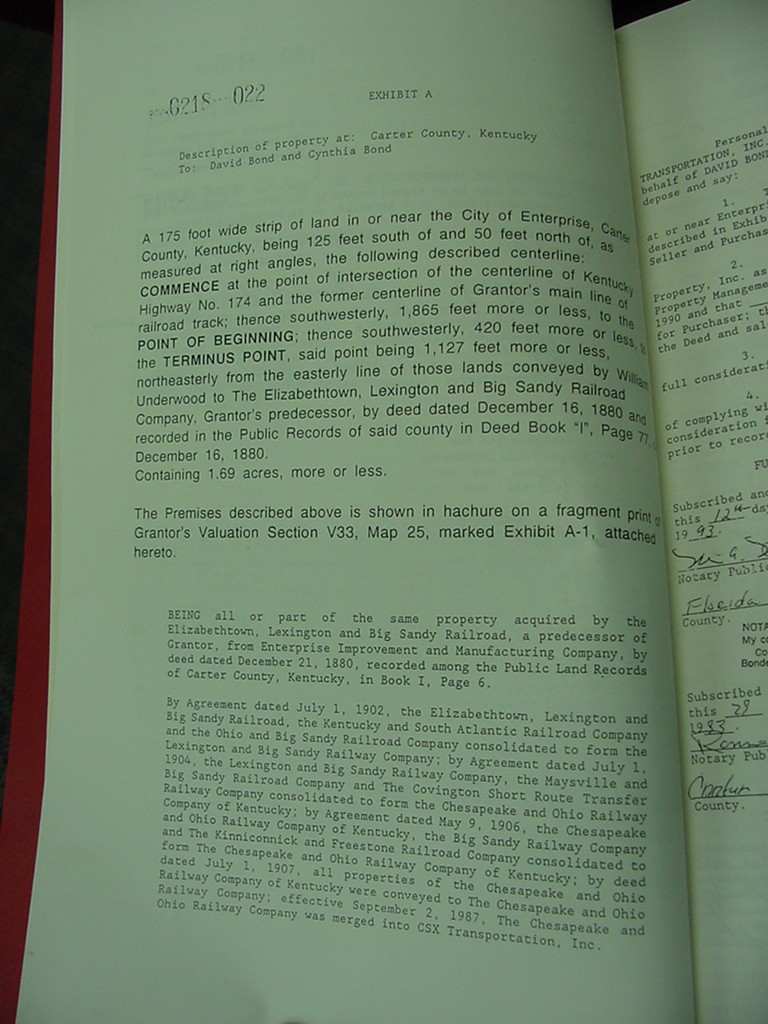 0218 022
EXHIBIT A
Description of property at: Carter County, Kentucky
To: David Bond and Cynthia Bond
A 175 foot wide strip of land in or near the City of Enterprise, Carter
County, Kentucky, being 125 feet south of and 50 feet north of, as
measured at right angles, the following described centerline:
COMMENCE at the point of intersection of the centerline of Kentucky
Highway No. 174 and the former centerline of Grantor's main line of
railroad track; thence southwesterly, 1,865 feet more or less, to the
POINT OF BEGINNING; thence southwesterly, 420 feet more or less, to
the TERMINUS POINT, said point being 1,127 feet more or less,
northeasterly from the easterly line of those lands conveyed by William
Underwood to The Elizabethtown, Lexington and Big Sandy Railroad
Company, Grantor's predecessor, by deed dated December 16, 1880 and
recorded in the Public Records of said county in Deed Book "I", Page 77,
December 16, 1880.
Containing 1.69 acres, more or less.
The Premises described above is shown in hachure on a fragment print of
Grantor's Valuation Section V33, Map 25, marked Exhibit A-1, attached
hereto.
BEING all or part of the same property acquired by the
Elizabethtown, Lexington and Big Sandy Railroad, a predecessor of
Grantor, from Enterprise Improvement and Manufacturing Company, by
deed dated December 21, 1880, recorded among the Public Land Records
of Carter County, Kentucky, in Book I, Page 6.
By Agreement dated July 1, 1902, the Elizabethtown, Lexington and
Big Sandy Railroad, the Kentucky and South Atlantic Railroad Company
and the Ohio and Big Sandy Railroad Company consolidated to form the
Lexington and Big Sandy Railway Company; by Agreement dated July 1,
1904, the Lexington and Big Sandy Railway Company, the Maysville and
Big Sandy Railroad Company and The Covington Short Route Transfer
Railway Company consolidated to form the Chesapeake and Ohio Railway
Company of Kentucky; by Agreement dated May 9, 1906, the Chesapeake
and Ohio Railway Company of Kentucky, the Big Sandy Railway Company
and The Kinniconnick and Freestone Railroad Company consolidated to
form The Chesapeake and Ohio Railway Company of Kentucky; by deed
dated July 1, 1907, all properties of the Chesapeake and Ohio
Railway Company of Kentucky were conveyed to The Chesapeake and Ohio
Railway Company; effective September 2, 1987, The Chesapeake and
Ohio Railway Company was merged into CSX Transportation, Inc.
Personal
TRANSPORTATION, INC.
behalf of DAVID BOND
depose and say:
1.
at or near Enterpri
described in Exhib
Seller and Purchas
2.
Property, Inc. as
Property Manageme
1990 and that
for Purchaser; th
the Deed and sal
3.
full considerat
4.
of complying wi
consideration
prior to recor
FU
Subscribed and
this 12th day
19 93.
Notary Public
Florida
County.
NOTA
My co
Co
Bonde
Subscribed
this 28
1983.
Notary Pub
Carter
County.